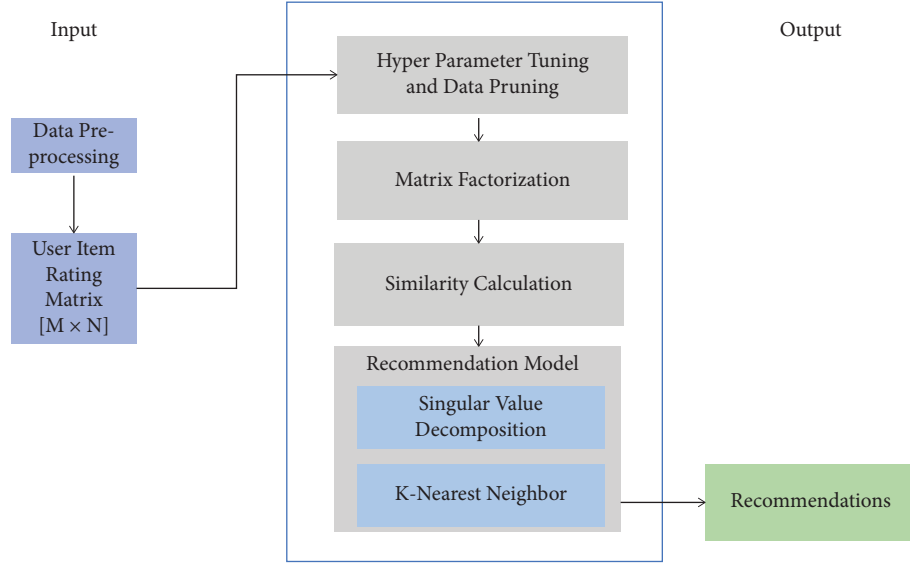 Input
Data Pre-
processing
User Item
Rating
Matrix
[M × N]
Hyper Parameter Tuning
and Data Pruning
Matrix Factorization
Similarity Calculation
Recommendation Model
Singular Value
Decomposition
K-Nearest Neighbor
Output
Recommendations